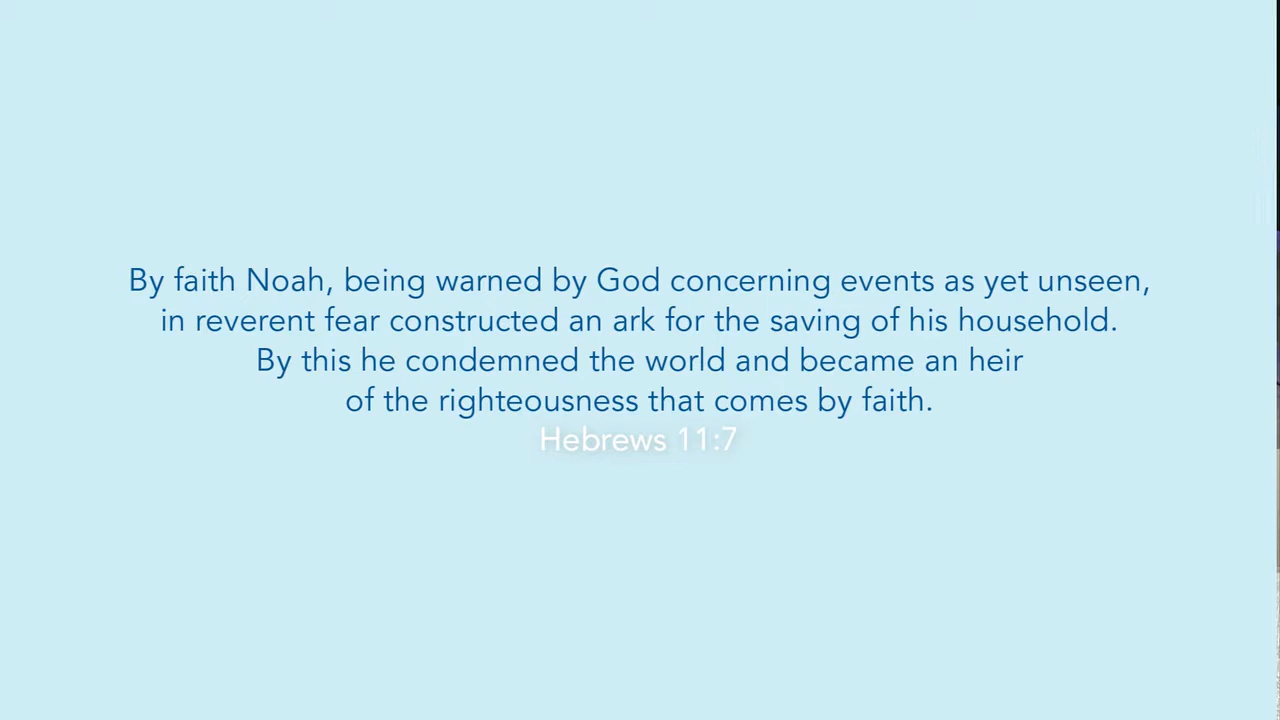 By faith Noah, being warned by God concerning events as yet unseen,
in reverent fear constructed an ark for the saving of his household.
By this he condemned the world and became an heir
of the righteousness that comes by faith.
Hebrews 11:7